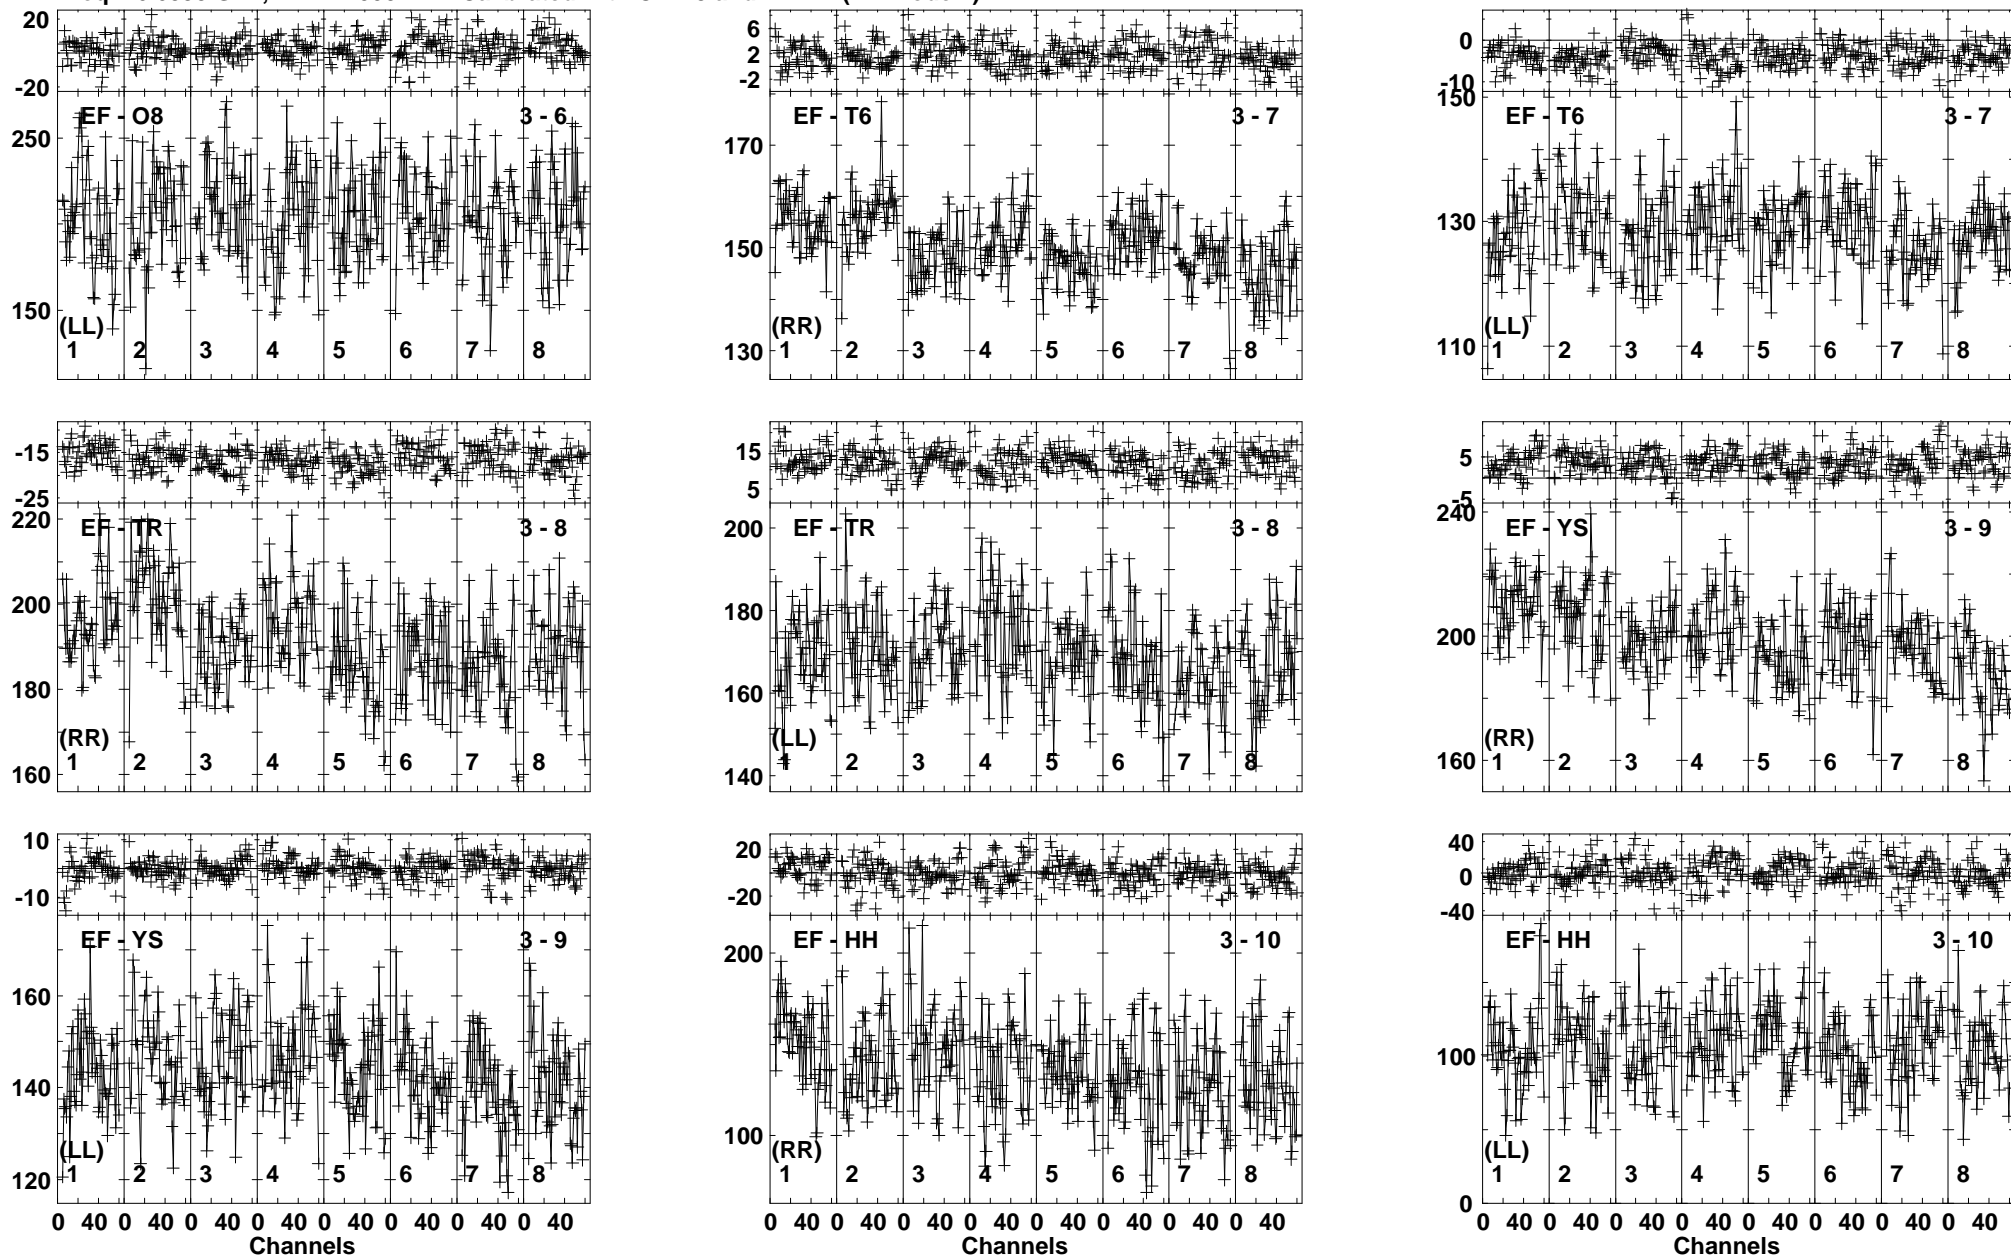 20
-20
250
150
EF - O8 3 - 6
(LL)
1 2 3 4 5 6 7 8
6
2
-2
170
150
130
EF - T6 3 - 7
(RR)
1 2 3 4 5 6 7 8
0
-10
150
130
110
EF - T6 3 - 7
(LL)
1 2 3 4 5 6 7 8
-15
-25
220
200
180
160
EF - TR 3 - 8
(RR)
1 2 3 4 5 6 7 8
15
5
200
180
160
140
EF - TR 3 - 8
(LL)
1 2 3 4 5 6 7 8
5
-5
240
200
160
EF - YS 3 - 9
(RR)
1 2 3 4 5 6 7 8
10
-10
160
140
120
EF - YS 3 - 9
(LL)
1 2 3 4 5 6 7 8
0 40 0 40 0 40 0 40 0 40 0 40 0 40 0 40
Channels
20
-20
200
100
EF - HH 3 - 10
(RR)
1 2 3 4 5 6 7 8
0 40 0 40 0 40 0 40 0 40 0 40 0 40 0 40
Channels
40
0
-40
100
0
EF - HH 3 - 10
(LL)
1 2 3 4 5 6 7 8
0 40 0 40 0 40 0 40 0 40 0 40 0 40 0 40
Channels